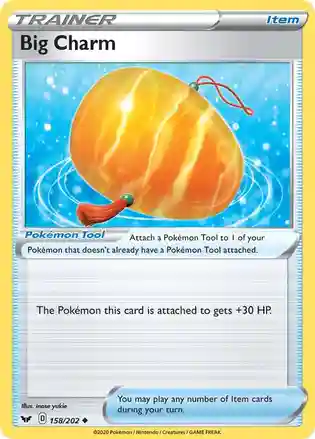 TRAINER Item
Big Charm
Pokémon Tool Attach a Pokémon Tool to 1 of your
Pokémon that doesn't already have a Pokémon Tool attached.
The Pokémon this card is attached to gets +30 HP.
Illus. inose yukie
You may play any number of Item cards
during your turn.
D 158/202
©2020 Pokémon / Nintendo / Creatures / GAME FREAK